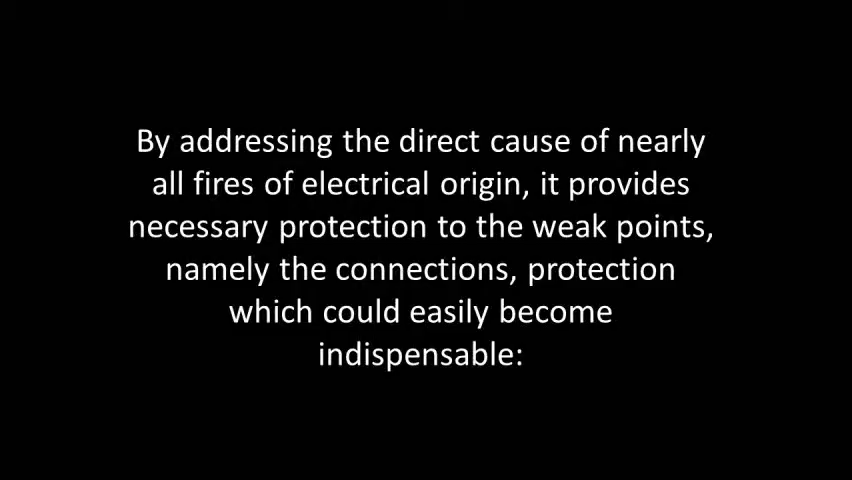 By addressing the direct cause of nearly
all fires of electrical origin, it provides
necessary protection to the weak points,
namely the connections, protection
which could easily become
indispensable: